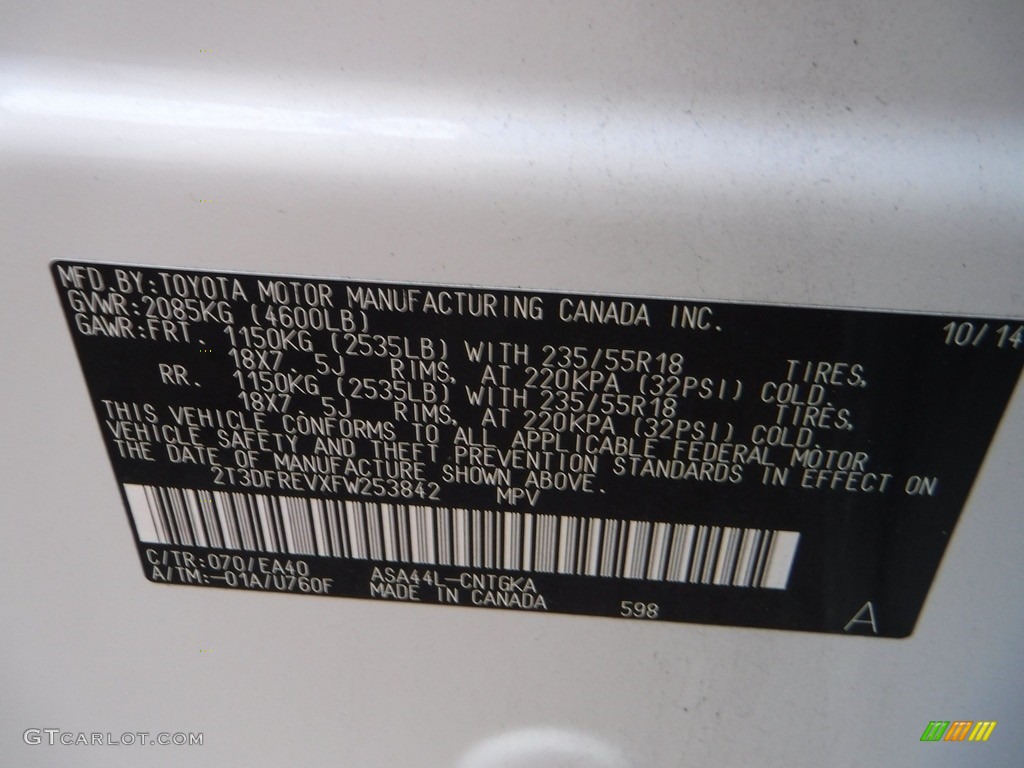 MFD.BY:TOYOTA MOTOR MANUFACTURING CANADA INC. 10/14
GVWR:2085KG (4600LB)
GAWR:FRT. 1150KG (2535LB) WITH 235/55R18 TIRES,
18X7.5J RIMS, AT 220KPA (32PSI) COLD.
RR. 1150KG (2535LB) WITH 235/55R18 TIRES,
18X7.5J RIMS, AT 220KPA (32PSI) COLD.
THIS VEHICLE CONFORMS TO ALL APPLICABLE FEDERAL MOTOR
VEHICLE SAFETY AND THEFT PREVENTION STANDARDS IN EFFECT ON
THE DATE OF MANUFACTURE SHOWN ABOVE.
2T3DFREVXFW253842 MPV
C/TR:070/EA40 ASA44L-CNTGKA
A/TM:-01A/U760F MADE IN CANADA 598 A
GTCarLot.com